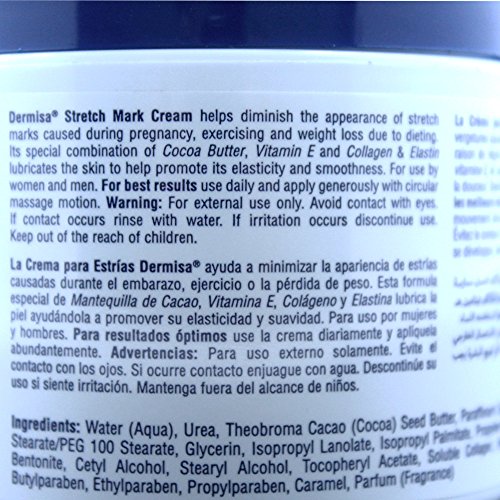 Dermisa® Stretch Mark Cream helps diminish the appearance of stretch
marks caused during pregnancy, exercising and weight loss due to dieting.
Its special combination of Cocoa Butter, Vitamin E and Collagen & Elastin
lubricates the skin to help promote its elasticity and smoothness. For use by
women and men. For best results use daily and apply generously with circular
massage motion. Warning: For external use only. Avoid contact with eyes.
If contact occurs rinse with water. If irritation occurs discontinue use.
Keep out of the reach of children.
La Crema para Estrías Dermisa® ayuda a minimizar la apariencia de estrías
causadas durante el embarazo, ejercicio o la pérdida de peso. Esta formula
especial de Mantequilla de Cacao, Vitamina E, Colágeno y Elastina lubrica la
piel ayudándola a promover su elasticidad y suavidad. Para uso por mujeres
y hombres. Para resultados óptimos use la crema diariamente y apliquela
abundantemente. Advertencias: Para uso externo solamente. Evite el
contacto con los ojos. Si ocurre contacto enjuague con agua. Descontinúe su
uso si siente irritación. Mantenga fuera del alcance de niños.
Ingredients: Water (Aqua), Urea, Theobroma Cacao (Cocoa) Seed Butter,
Stearate/PEG 100 Stearate, Glycerin, Isopropyl Lanolate, Isopropyl Palmitate,
Bentonite, Cetyl Alcohol, Stearyl Alcohol, Tocopheryl Acetate, Soluble
Butylparaben, Ethylparaben, Propylparaben, Caramel, Parfum (Fragrance)
La Crème